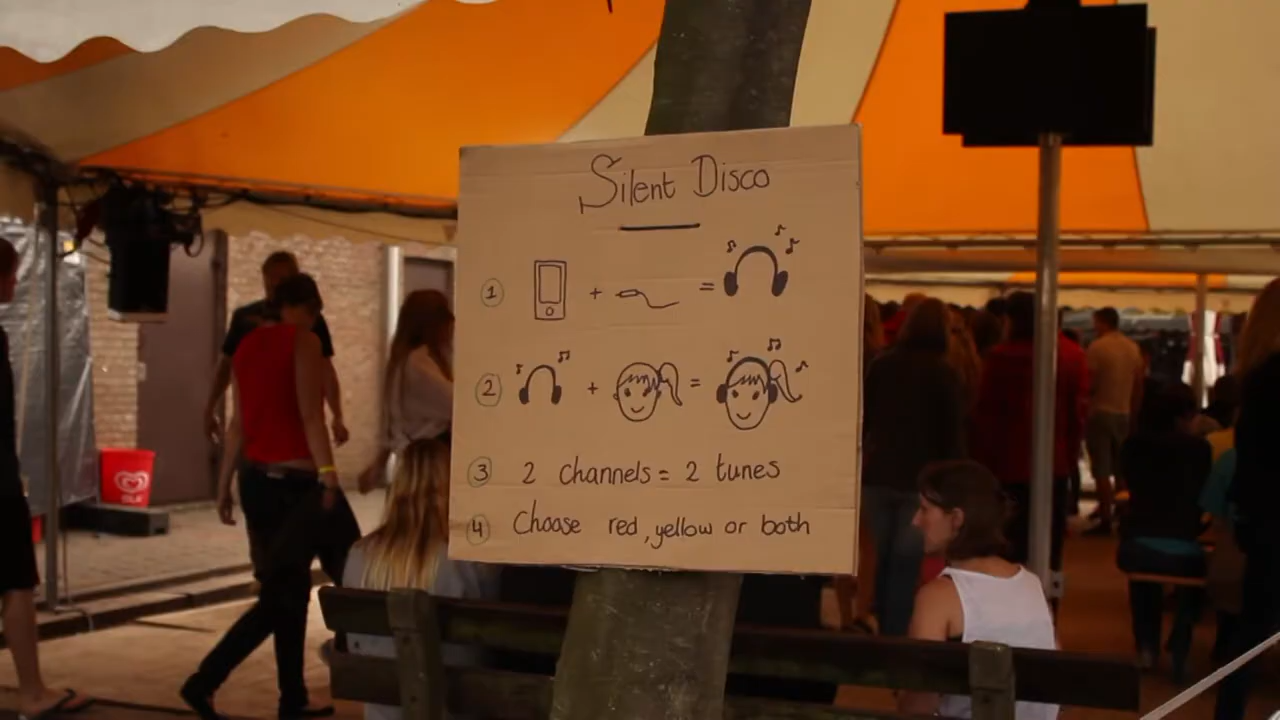 Silent Disco
1 + =
2 + =
3 2 channels = 2 tunes
4 Choose red, yellow or both